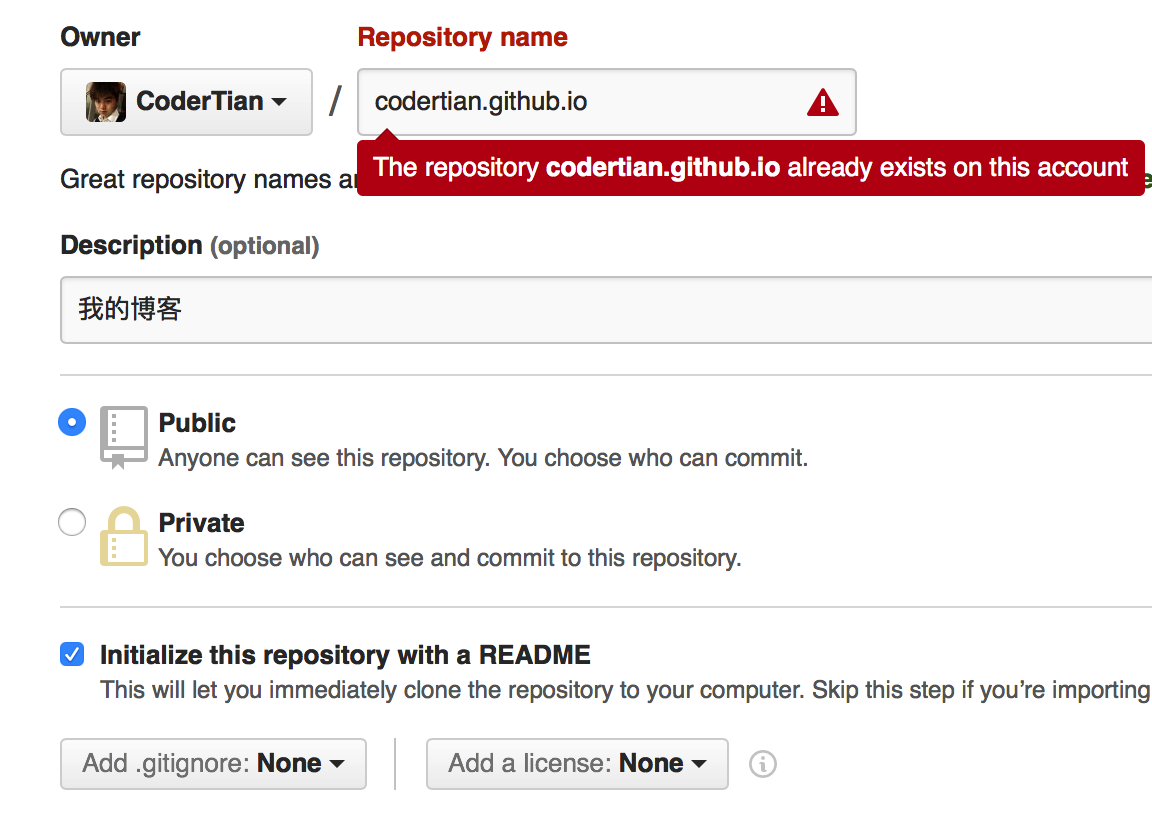 Owner
Repository name
CoderTian
/
codertian.github.io
The repository codertian.github.io already exists on this account
Great repository names
Description (optional)
我的博客
Public
Anyone can see this repository. You choose who can commit.
Private
You choose who can see and commit to this repository.
Initialize this repository with a README
This will let you immediately clone the repository to your computer. Skip this step if you’re importing
Add .gitignore: None
Add a license: None